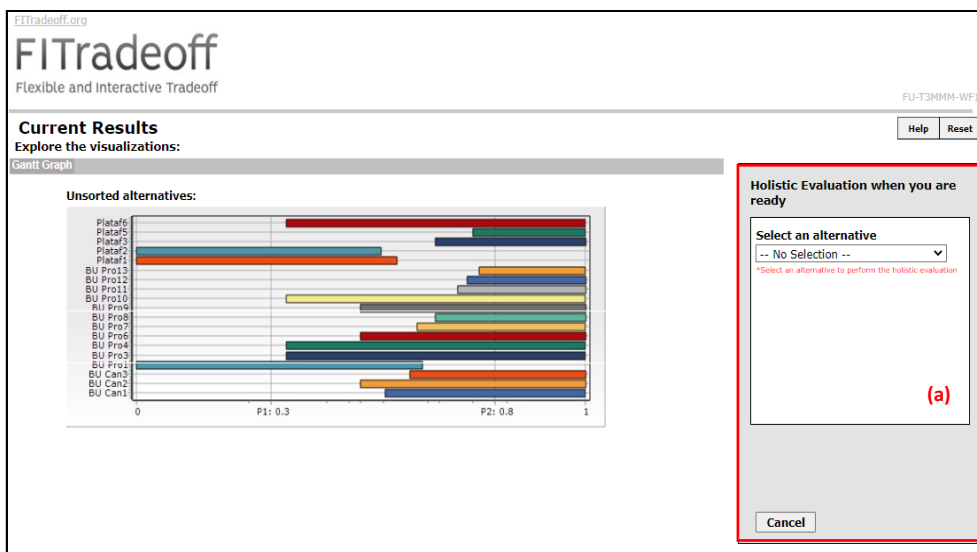 FITradeoff.org
FITradeoff
Flexible and Interactive Tradeoff
FU-T3MMM-WF1
Current Results
Help Reset
Explore the visualizations:
Gantt Graph
Unsorted alternatives:
Plataf6
Plataf5
Plataf3
Plataf2
Plataf1
BU Pro13
BU Pro12
BU Pro11
BU Pro10
BU Pro9
BU Pro8
BU Pro7
BU Pro6
BU Pro4
BU Pro3
BU Pro1
BU Can3
BU Can2
BU Can1
0 P1: 0.3 P2: 0.8 1
Holistic Evaluation when you are
ready
Select an alternative
-- No Selection --
*Select an alternative to perform the holistic evaluation
(a)
Cancel